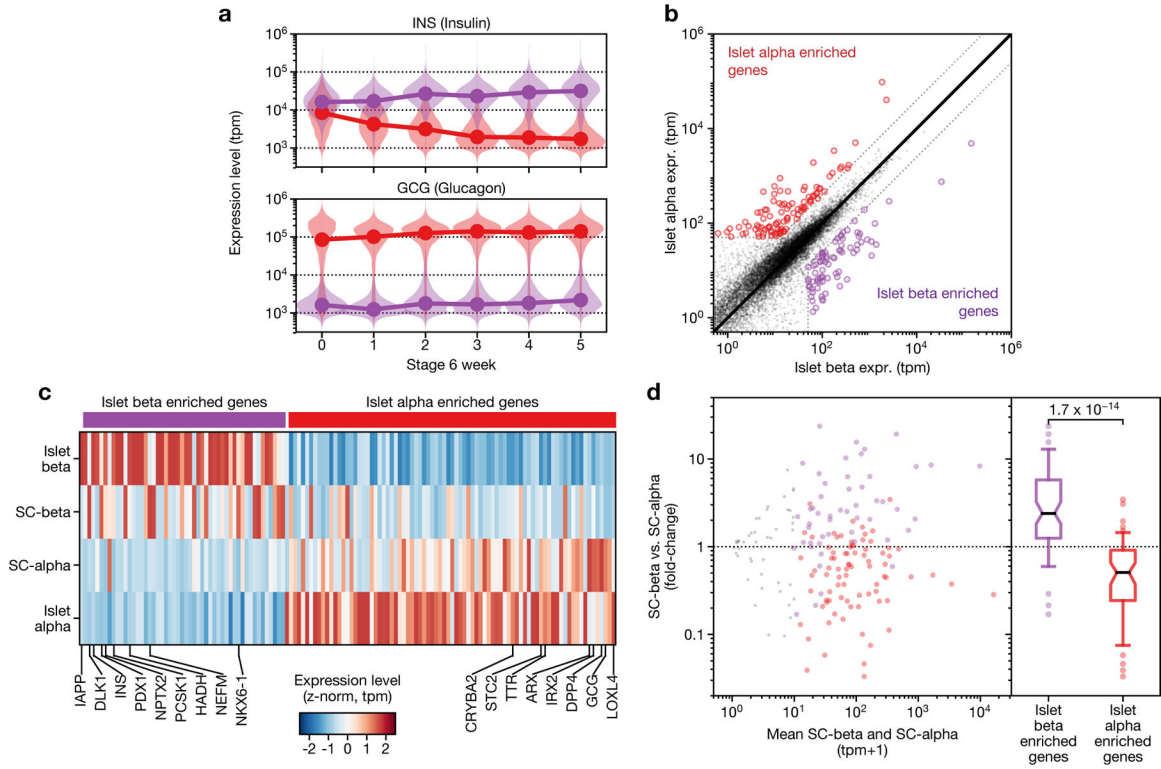 a
INS (Insulin)
10⁶
10⁵
10⁴
10³
GCG (Glucagon)
10⁶
10⁵
10⁴
10³
Expression level (tpm)
0 1 2 3 4 5
Stage 6 week
b
Islet alpha enriched
genes
Islet beta enriched
genes
10⁶
10⁴
10²
10⁰
Islet alpha expr. (tpm)
10⁰ 10² 10⁴ 10⁶
Islet beta expr. (tpm)
c
Islet beta enriched genes
Islet alpha enriched genes
Islet
beta
SC-beta
SC-alpha
Islet
alpha
IAPP
DLK1
INS
PDX1
NPTX2
PCSK1
HADH
NEFM
NKX6-1
CRYBA2
STC2
TTR
ARX
IRX2
DPP4
GCG
LOXL4
Expression level
(z-norm, tpm)
-2 -1 0 1 2
d
1.7 x 10⁻¹⁴
10
1
0.1
SC-beta vs. SC-alpha
(fold-change)
10⁰ 10¹ 10² 10³ 10⁴
Mean SC-beta and SC-alpha
(tpm+1)
Islet
beta
enriched
genes
Islet
alpha
enriched
genes